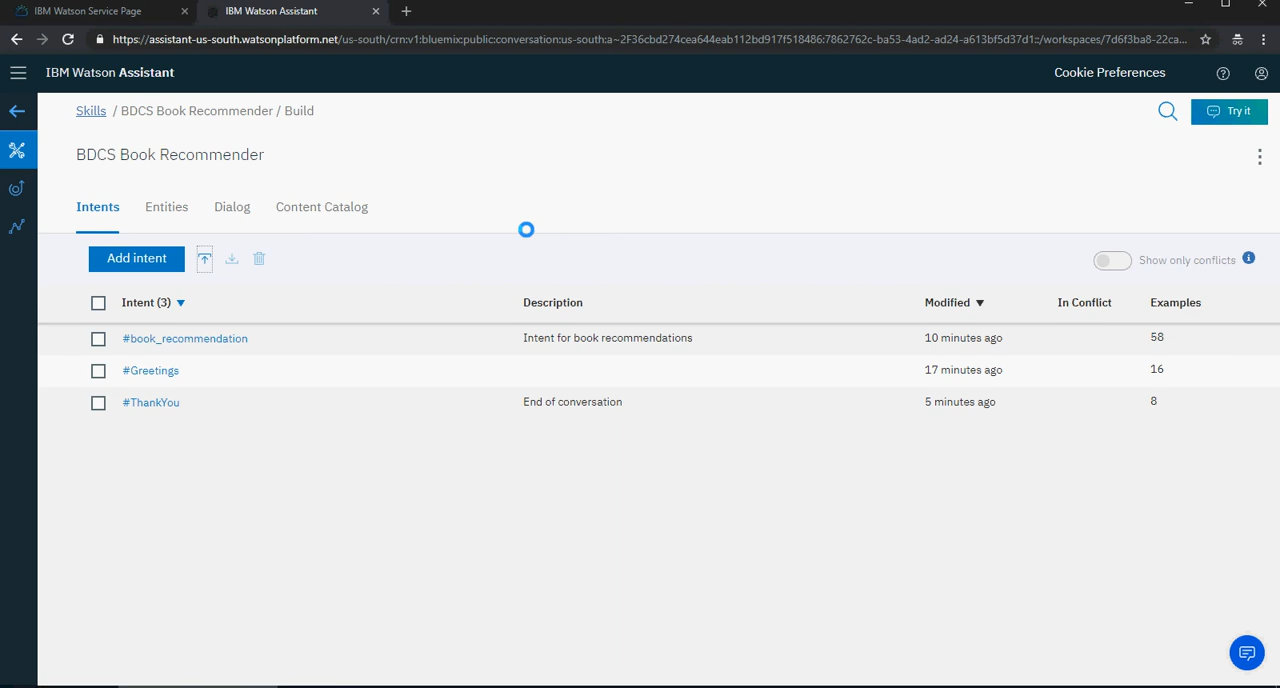 IBM Watson Service Page
IBM Watson Assistant
https://assistant-us-south.watsonplatform.net/us-south/crn:v1:bluemix:public:conversation:us-south:a~2F36cbd274cea644eab112bd917f518486:7862762c-ba53-4ad2-ad24-a613bf5d37d1::/workspaces/7d6f3ba8-22ca...
IBM Watson Assistant
Cookie Preferences
Skills / BDCS Book Recommender / Build
Try it
BDCS Book Recommender
Intents Entities Dialog Content Catalog
Add intent
Show only conflicts
Intent (3) Description Modified In Conflict Examples
#book_recommendation Intent for book recommendations 10 minutes ago 58
#Greetings 17 minutes ago 16
#ThankYou End of conversation 5 minutes ago 8